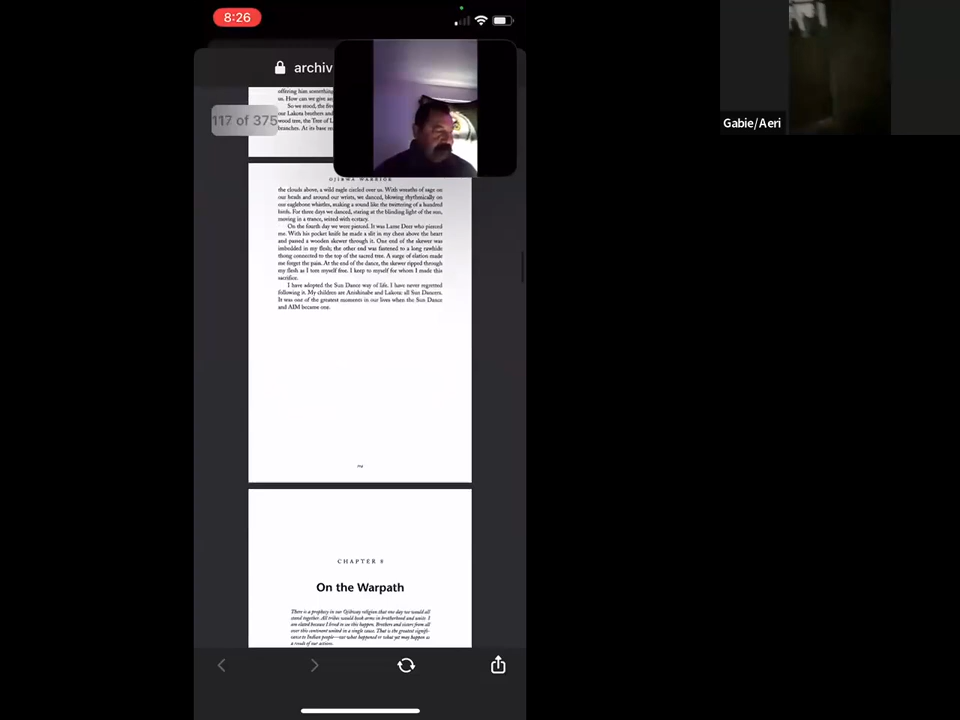 8:26
archiv
117 of 375
offering him something
us. How can we give
So we stood, the five
our Lakota brothers and
wood tree, the Tree of L
branches. At its base
OJIBWA WARRIOR
the clouds above, a wild eagle circled over us. With wreaths of sage on
our heads and around our wrists, we danced, blowing rhythmically on
our eaglebone whistles, making a sound like the twittering of a hundred
birds. For three days we danced, staring at the blinding light of the sun,
moving in a trance, seized with ecstasy.
On the fourth day we were pierced. It was Lame Deer who pierced
me. With his pocket knife he made a slit in my chest above the heart
and passed a wooden skewer through it. One end of the skewer was
imbedded in my flesh; the other end was fastened to a long rawhide
thong connected to the top of the sacred tree. A surge of elation made
me forget the pain. At the end of the dance, the skewer ripped through
my flesh as I tore myself free. I keep to myself for whom I made this
sacrifice.
I have adopted the Sun Dance way of life. I have never regretted
following it. My children are Anishinabe and Lakota: all Sun Dancers.
It was one of the greatest moments in our lives when the Sun Dance
and AIM became one.
CHAPTER 8
On the Warpath
There is a prophecy in our Ojibway religion that one day we would all
stand together. All tribes would hook arms in brotherhood and unite. I
am elated because I lived to see this happen. Brothers and sisters from all
over this continent united in a single cause. That is the greatest signifi-
cance to Indian people—not what happened or what yet may happen as
a result of our actions.
Gabie/Aeri